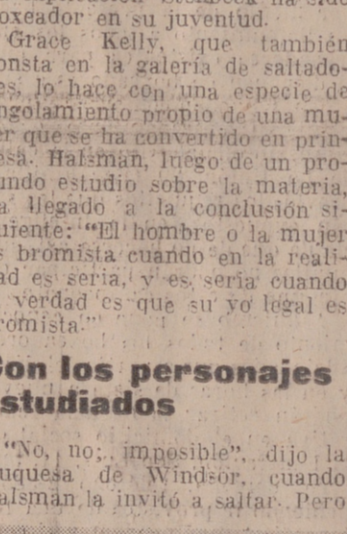 oxeador en su juventud.
Grace Kelly, que también
onsta en la galería de saltado-
es, lo hace con una especie de
ngolamiento propio de una mu-
er que se ha convertido en prin-
esa. Halsman, luego de un pro-
undo estudio sobre la materia,
a llegado a la conclusión si-
uiente: "El hombre o la mujer
s bromista cuando en la reali-
ad es seria, y es seria cuando
verdad es que su yo legal es
romista."
Con los personajes
studiados
"No, no; imposible", dijo la
uquesa de Windsor, cuando
alsman la invitó a saltar. Pero